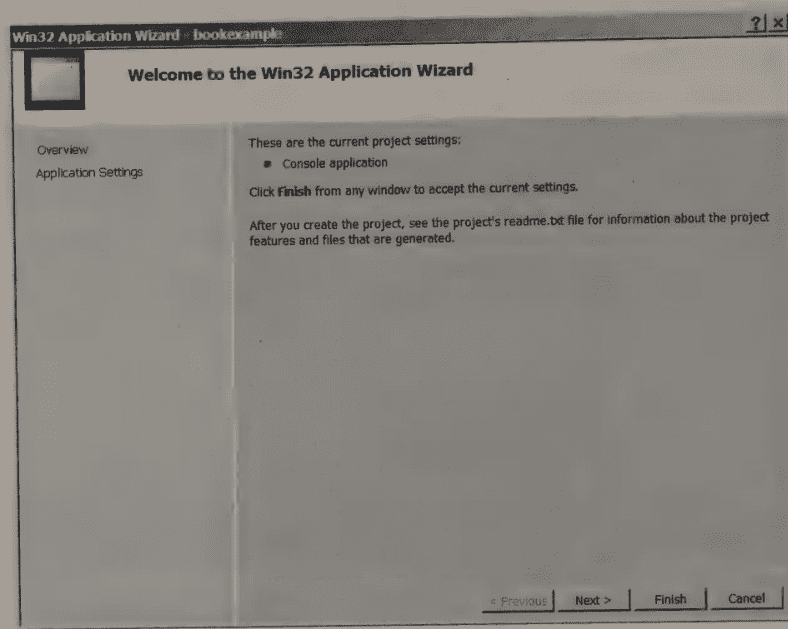 Win32 Application Wizard - bookexample
? ×
Welcome to the Win32 Application Wizard
Overview
Application Settings
These are the current project settings:
Console application
Click Finish from any window to accept the current settings.
After you create the project, see the project's readme.txt file for information about the project
features and files that are generated.
< Previous Next > Finish Cancel